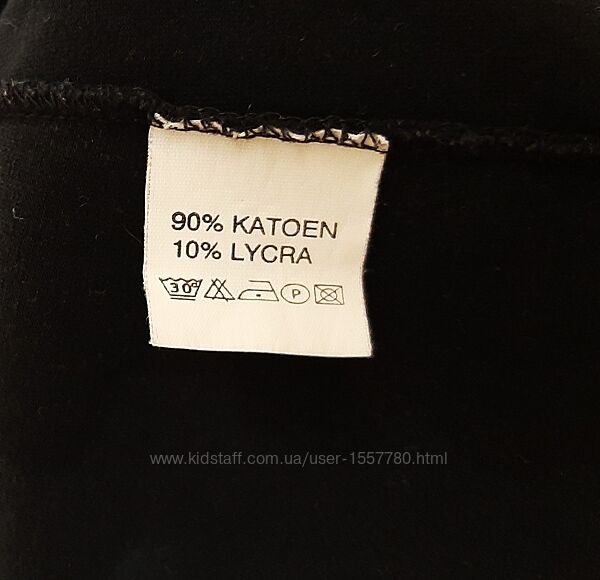 90% KATOEN
10% LYCRA
30° P
www.kidstaff.com.ua/user-1557780.html